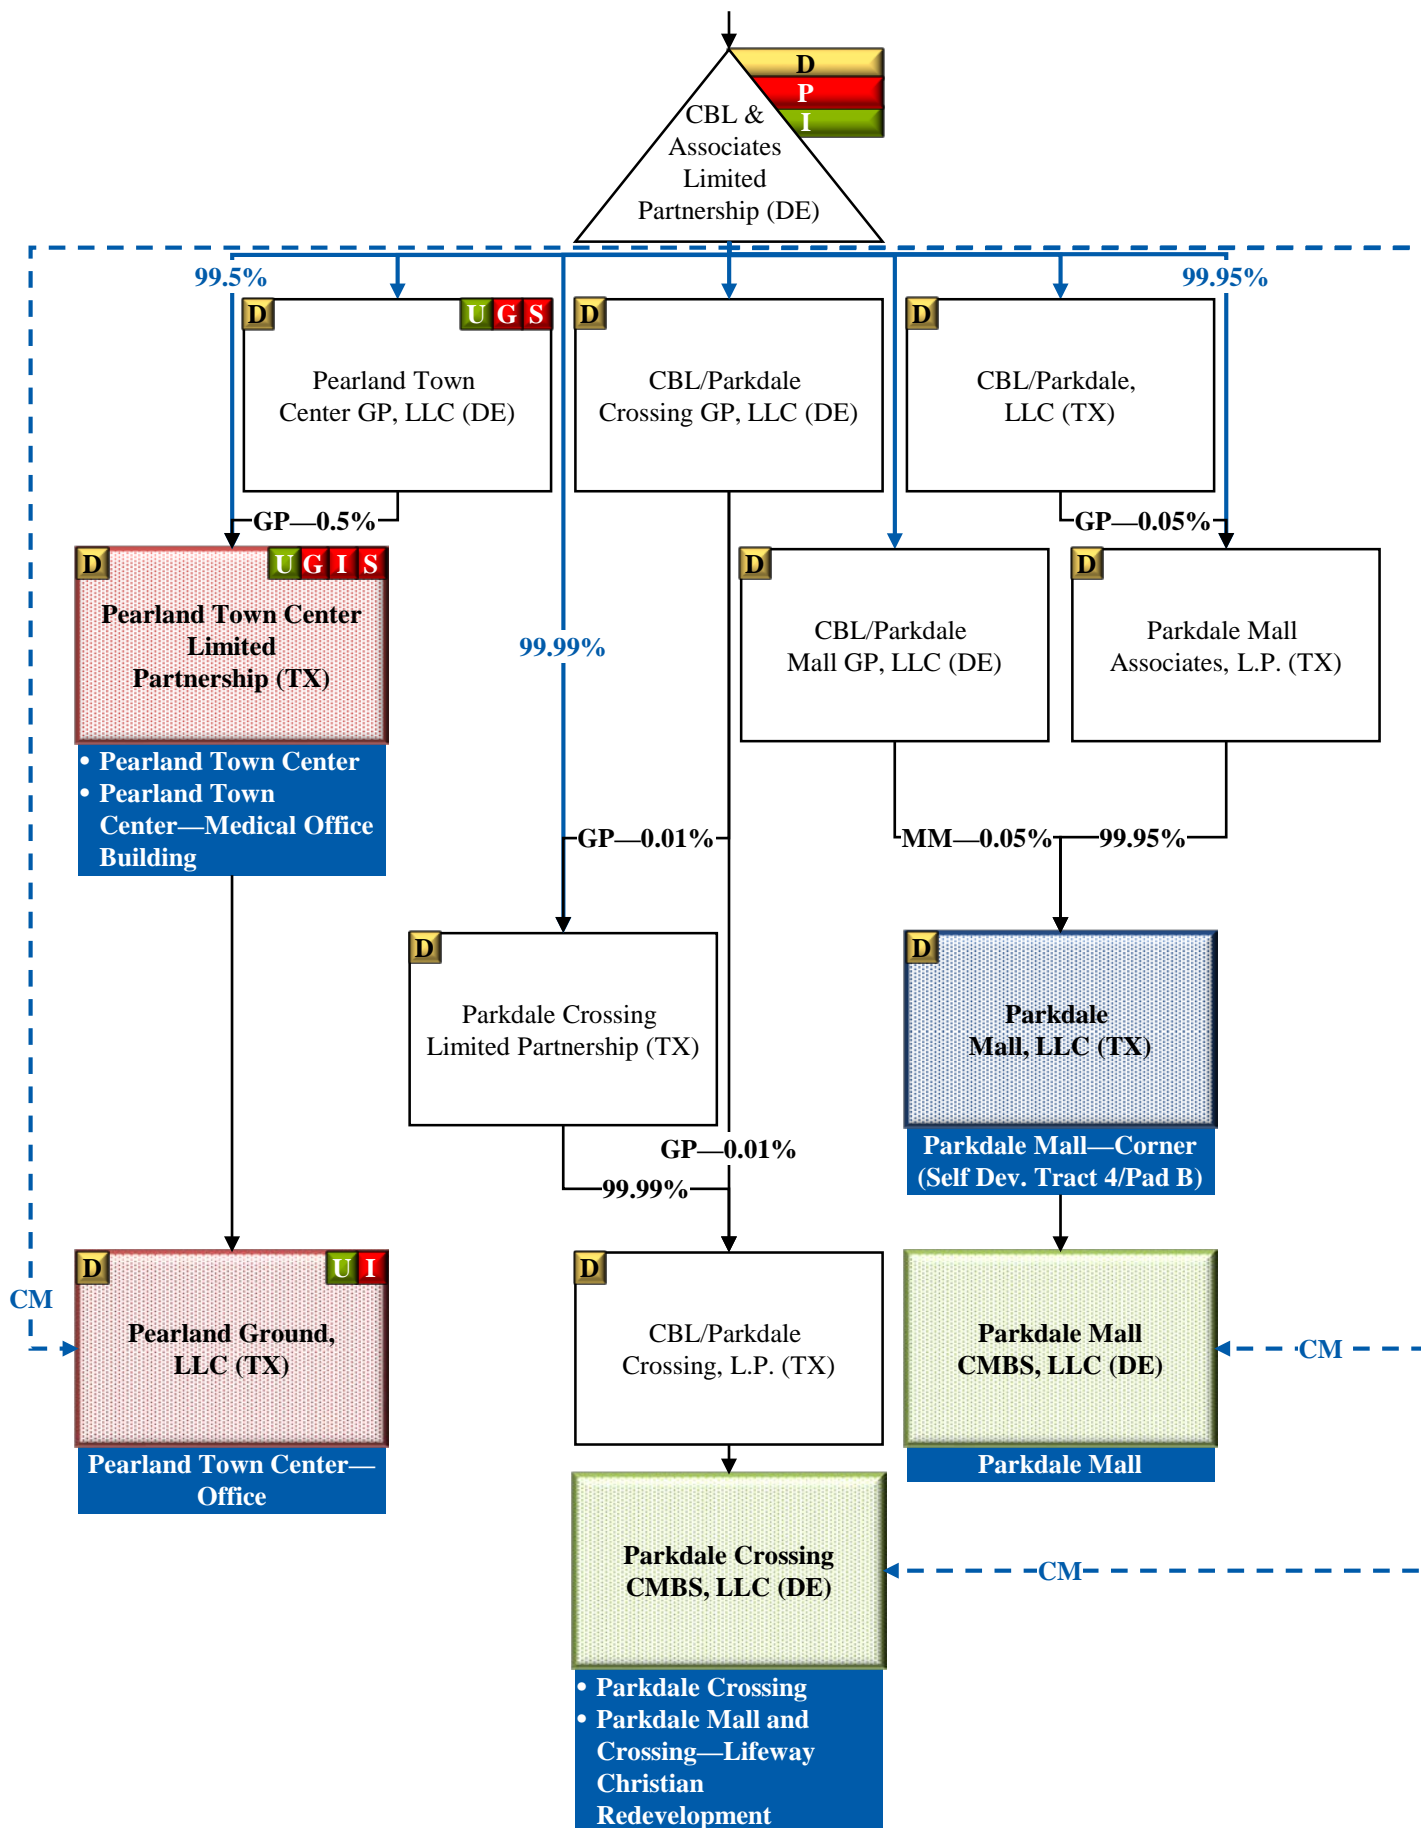 D
P
I
CBL &
Associates
Limited
Partnership (DE)
99.5%
99.95%
D
U G S
Pearland Town
Center GP, LLC (DE)
D
CBL/Parkdale
Crossing GP, LLC (DE)
D
CBL/Parkdale,
LLC (TX)
GP—0.5%
GP—0.05%
D
U G I S
Pearland Town Center
Limited
Partnership (TX)
• Pearland Town Center
• Pearland Town
Center—Medical Office
Building
99.99%
D
CBL/Parkdale
Mall GP, LLC (DE)
D
Parkdale Mall
Associates, L.P. (TX)
GP—0.01%
MM—0.05%
99.95%
D
Parkdale Crossing
Limited Partnership (TX)
D
Parkdale
Mall, LLC (TX)
Parkdale Mall—Corner
(Self Dev. Tract 4/Pad B)
GP—0.01%
99.99%
CM
D
U I
Pearland Ground,
LLC (TX)
Pearland Town Center—
Office
D
CBL/Parkdale
Crossing, L.P. (TX)
Parkdale Mall
CMBS, LLC (DE)
Parkdale Mall
CM
Parkdale Crossing
CMBS, LLC (DE)
CM
• Parkdale Crossing
• Parkdale Mall and
Crossing—Lifeway
Christian
Redevelopment